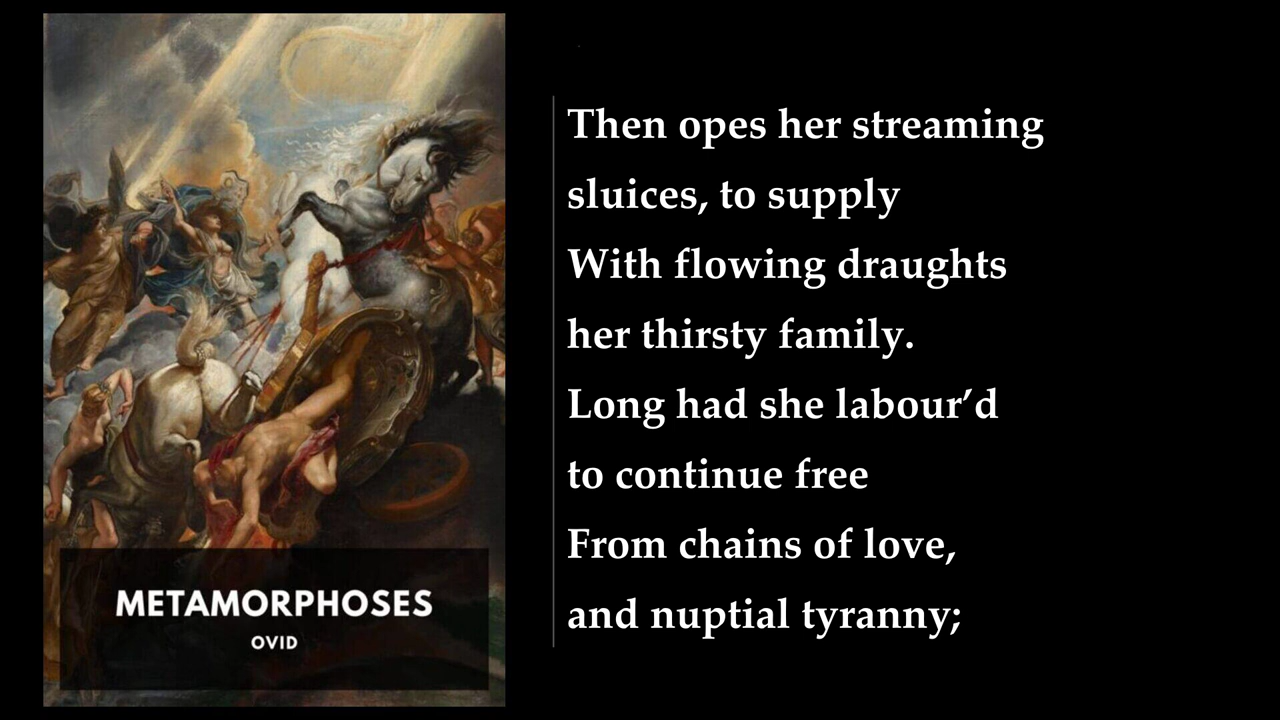 METAMORPHOSES
OVID
Then opes her streaming
sluices, to supply
With flowing draughts
her thirsty family.
Long had she labour’d
to continue free
From chains of love,
and nuptial tyranny;